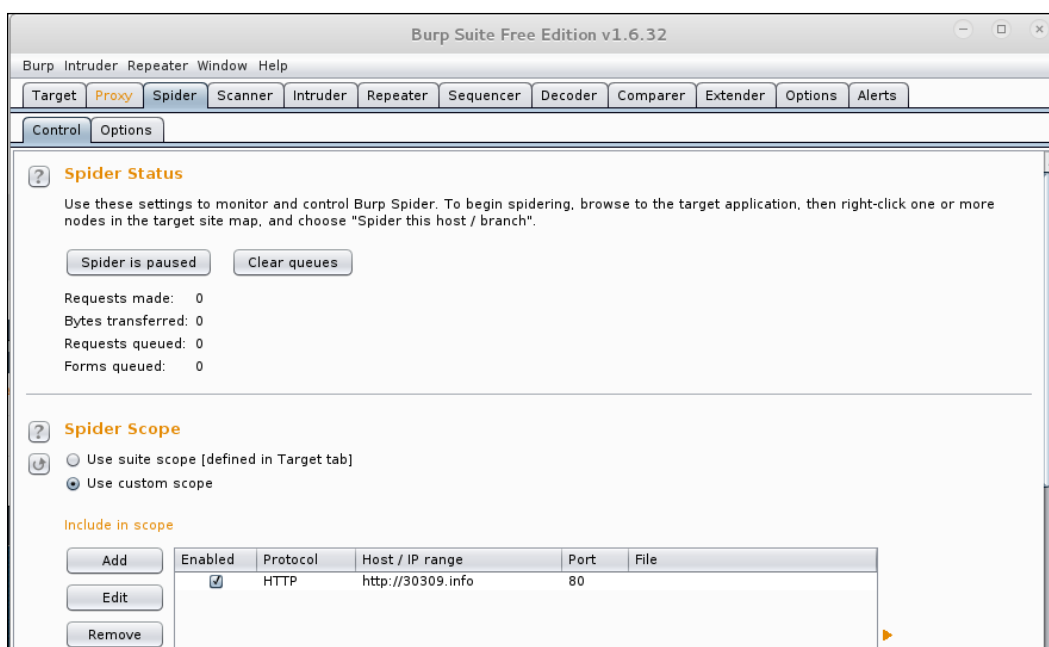 Burp Suite Free Edition v1.6.32
Burp Intruder Repeater Window Help
Target Proxy Spider Scanner Intruder Repeater Sequencer Decoder Comparer Extender Options Alerts
Control Options
? Spider Status
Use these settings to monitor and control Burp Spider. To begin spidering, browse to the target application, then right-click one or more
nodes in the target site map, and choose "Spider this host / branch".
Spider is paused Clear queues
Requests made: 0
Bytes transferred: 0
Requests queued: 0
Forms queued: 0
? Spider Scope
Use suite scope [defined in Target tab]
Use custom scope
Include in scope
Add Enabled Protocol Host / IP range Port File
HTTP http://30309.info 80
Edit
Remove